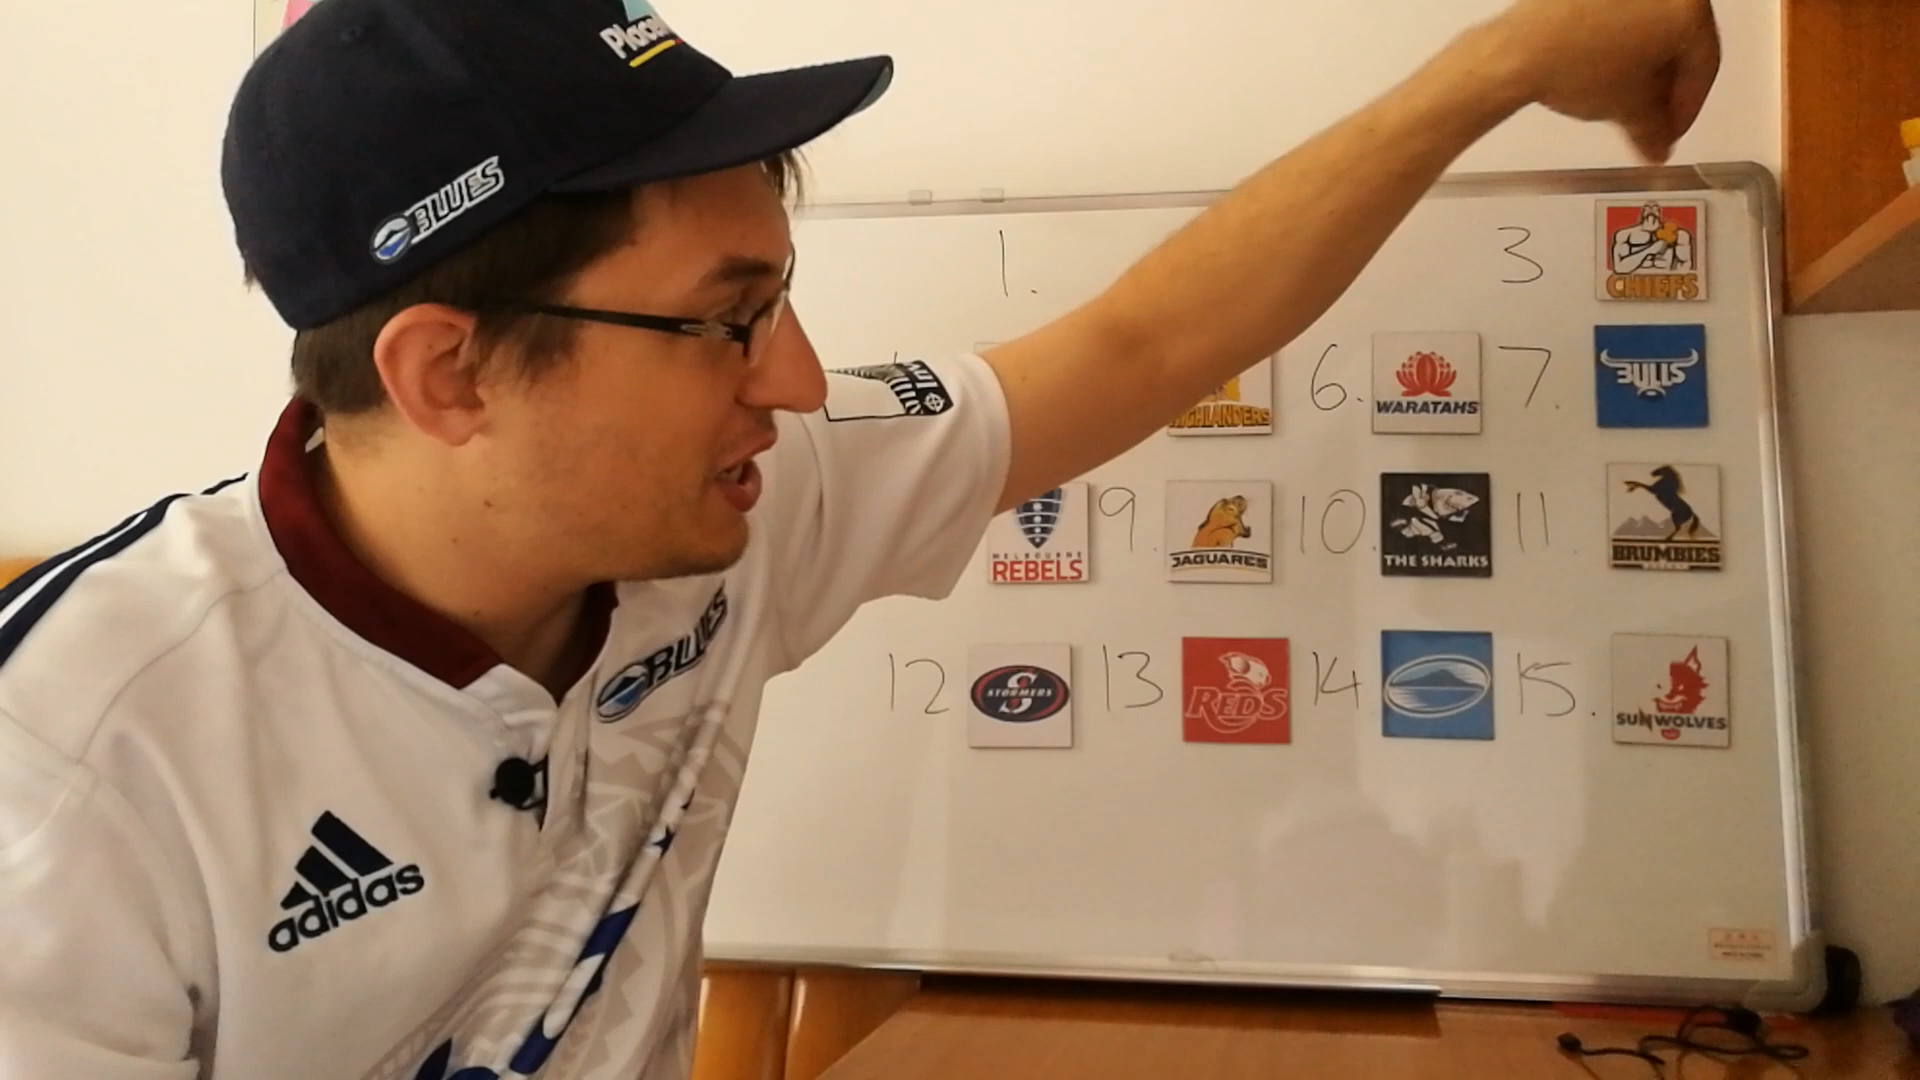 BLUES
1.
3
CHIEFS
HIGHLANDERS
6.
WARATAHS
7.
BULLS
MELBOURNE
REBELS
9.
JAGUARES
10.
THE SHARKS
11.
BRUMBIES
12
STORMERS
13
REDS
14
15.
SUNWOLVES
BLUES
adidas